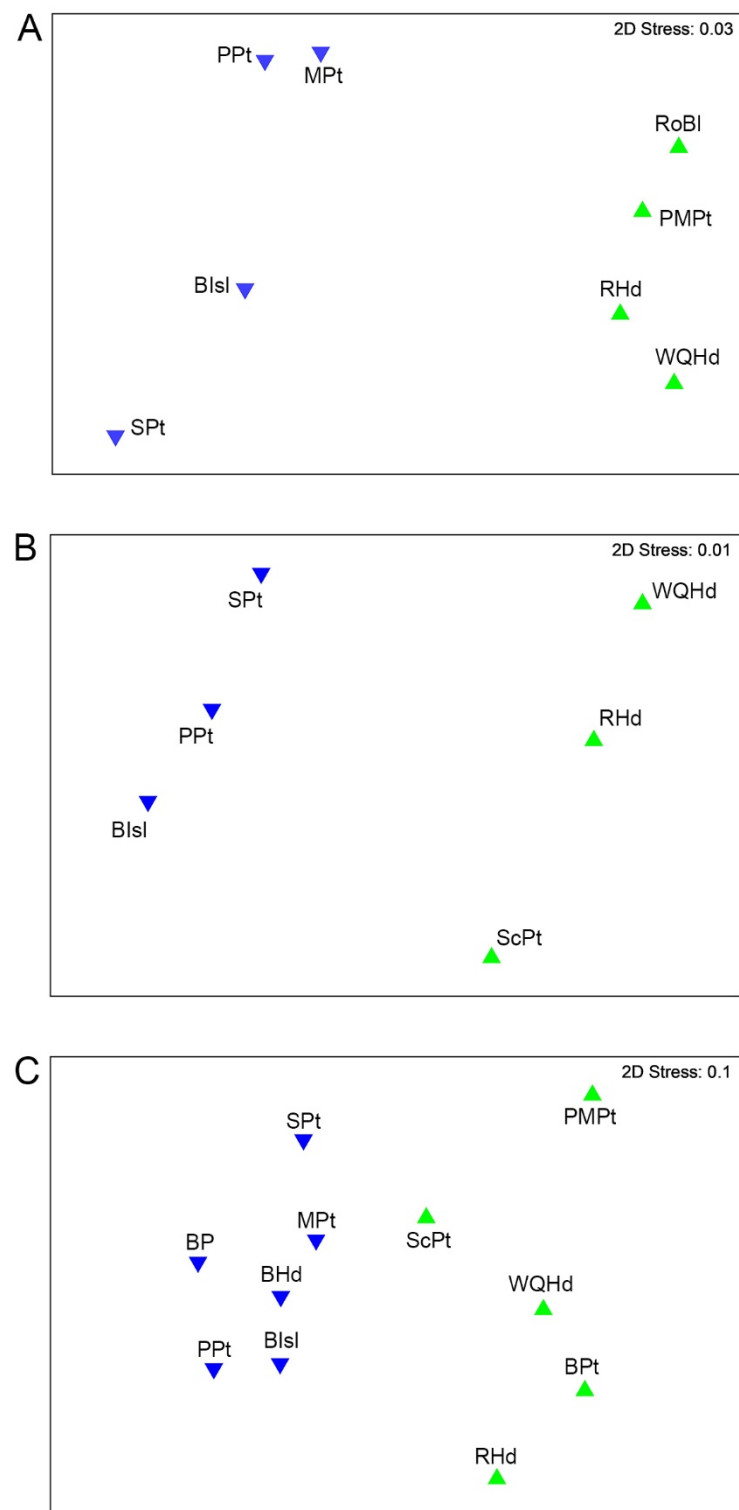 A
2D Stress: 0.03
PPt
MPt
RoBl
PMPt
BIsl
RHd
WQHd
SPt
B
2D Stress: 0.01
SPt
WQHd
PPt
RHd
BIsl
ScPt
C
2D Stress: 0.1
PMPt
SPt
MPt
ScPt
BP
BHd
WQHd
PPt
BIsl
BPt
RHd